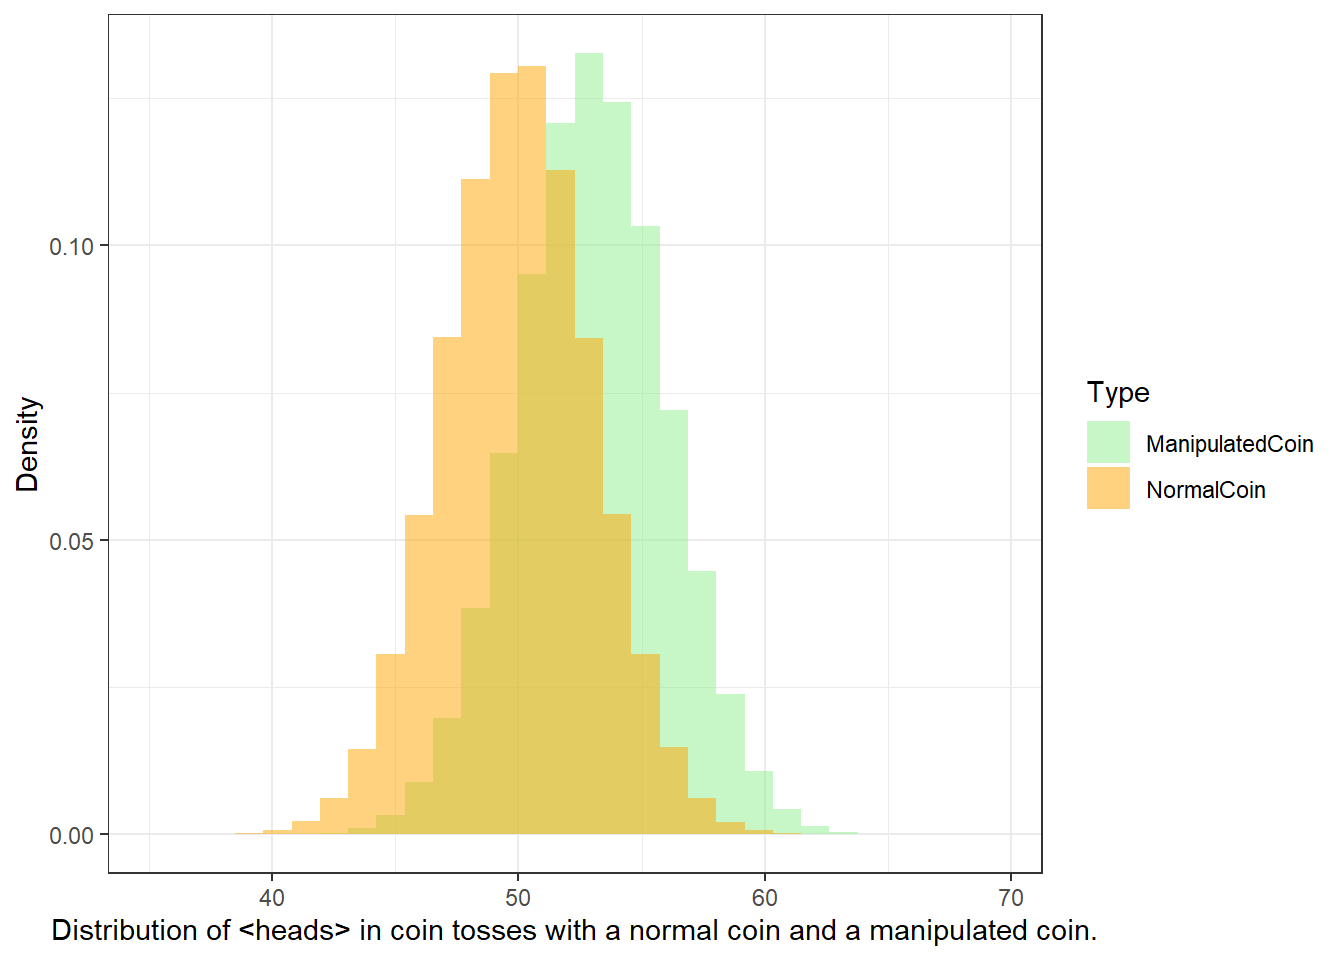 0.10
0.05
0.00
Density
40 50 60 70
Distribution of <heads> in coin tosses with a normal coin and a manipulated coin.
Type
ManipulatedCoin
NormalCoin